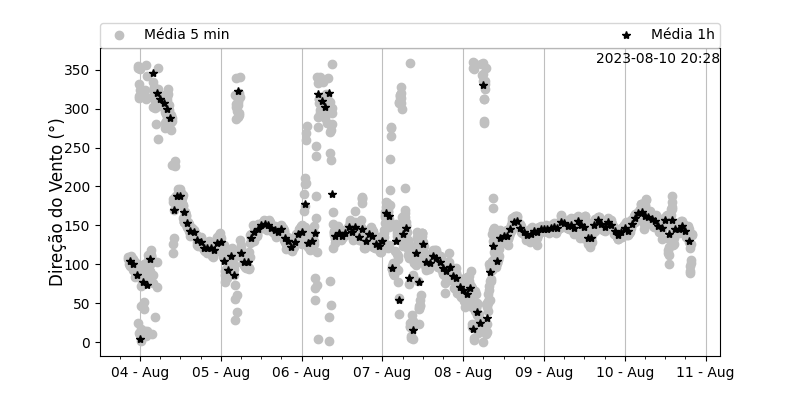 Média 5 min
Média 1h
2023-08-10 20:28
Direção do Vento (°)
350
300
250
200
150
100
50
0
04 - Aug
05 - Aug
06 - Aug
07 - Aug
08 - Aug
09 - Aug
10 - Aug
11 - Aug